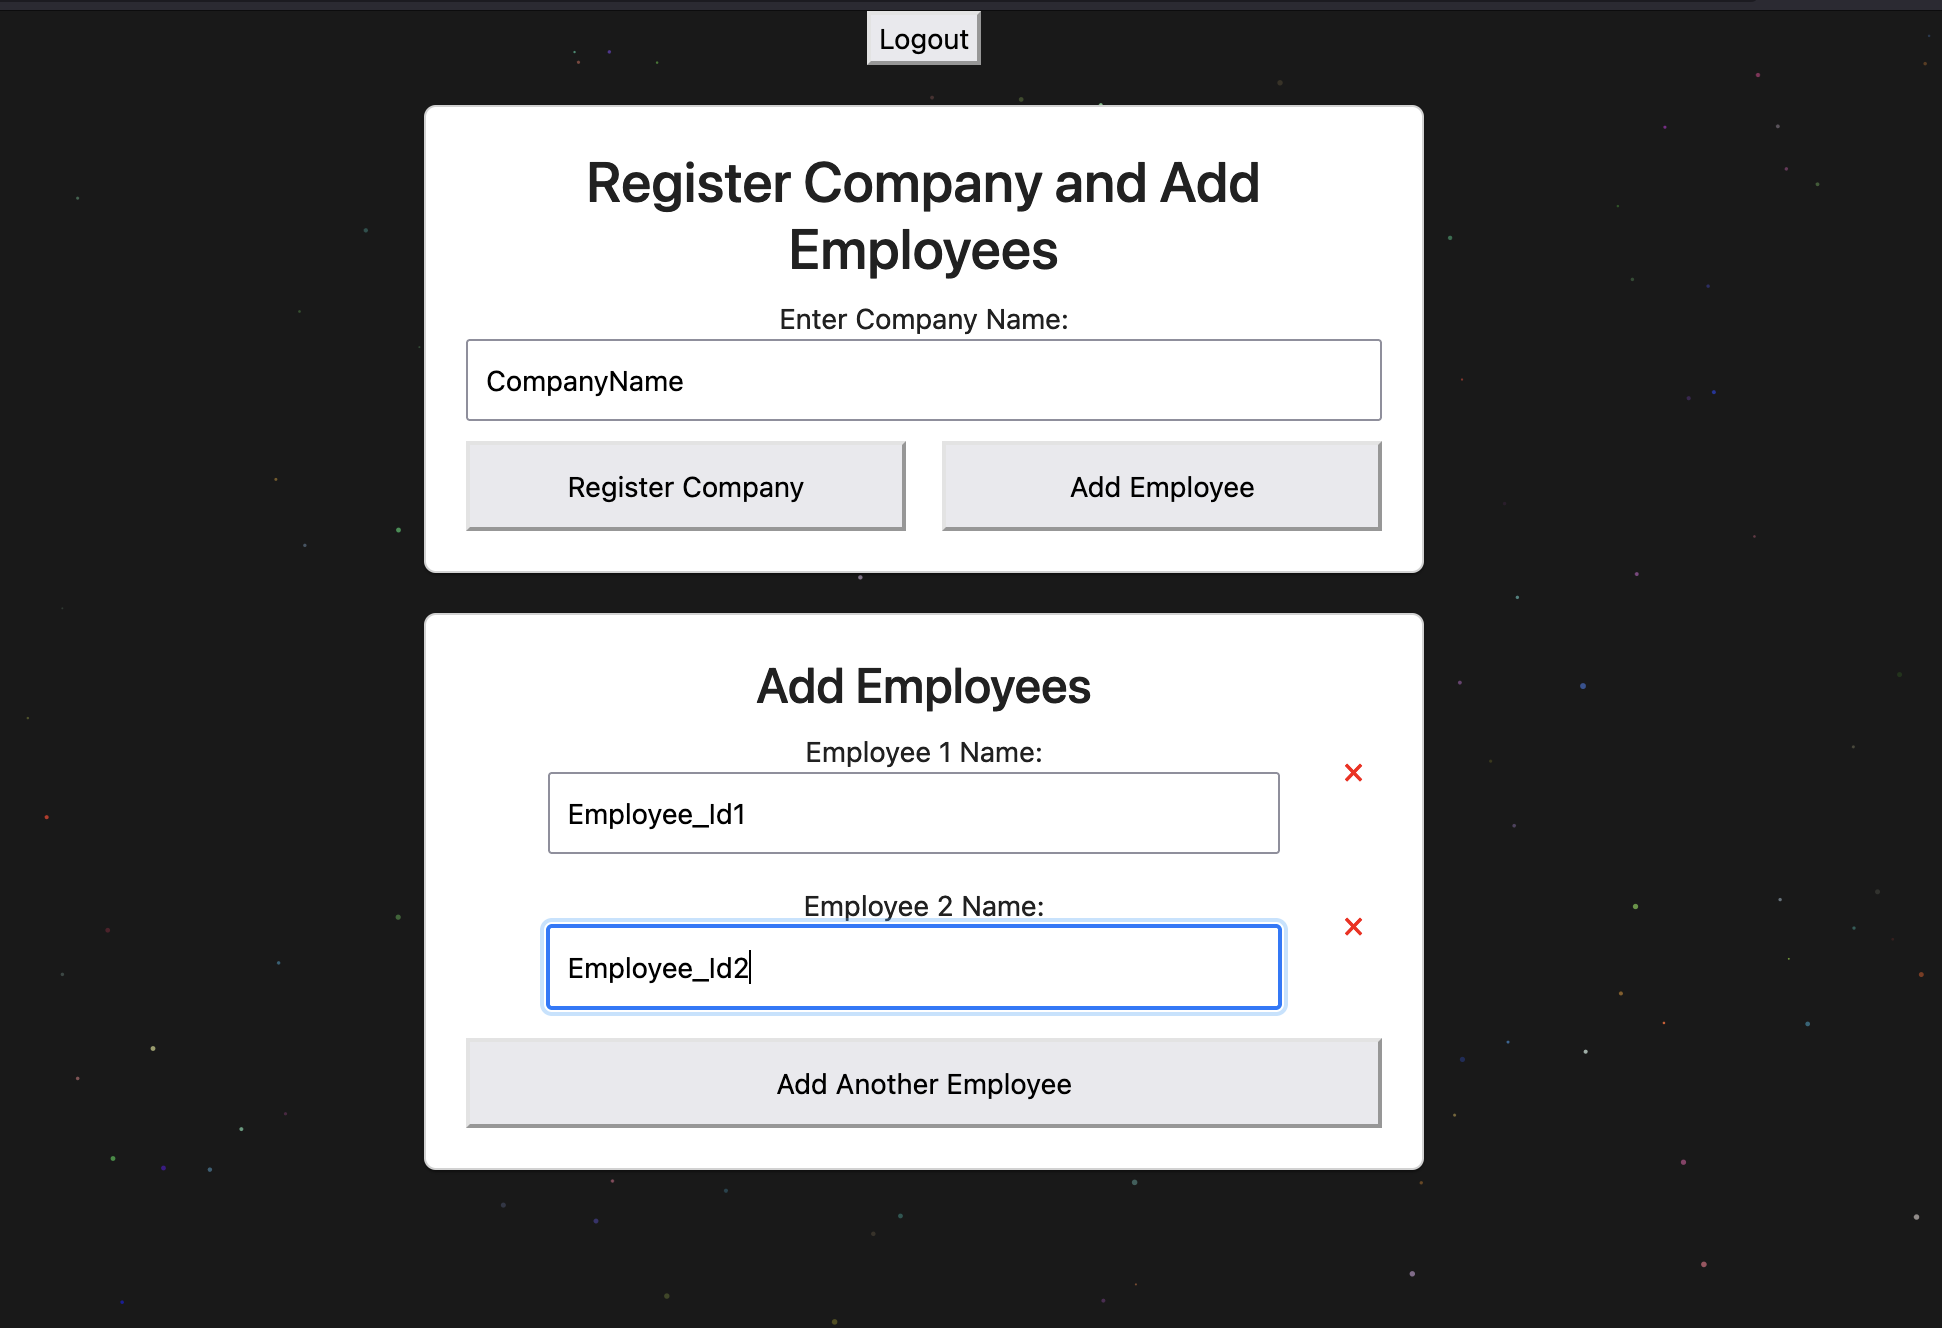 Logout
Register Company and Add
Employees
Enter Company Name:
CompanyName
Register Company
Add Employee
Add Employees
Employee 1 Name:
Employee_Id1
Employee 2 Name:
Employee_Id2
Add Another Employee